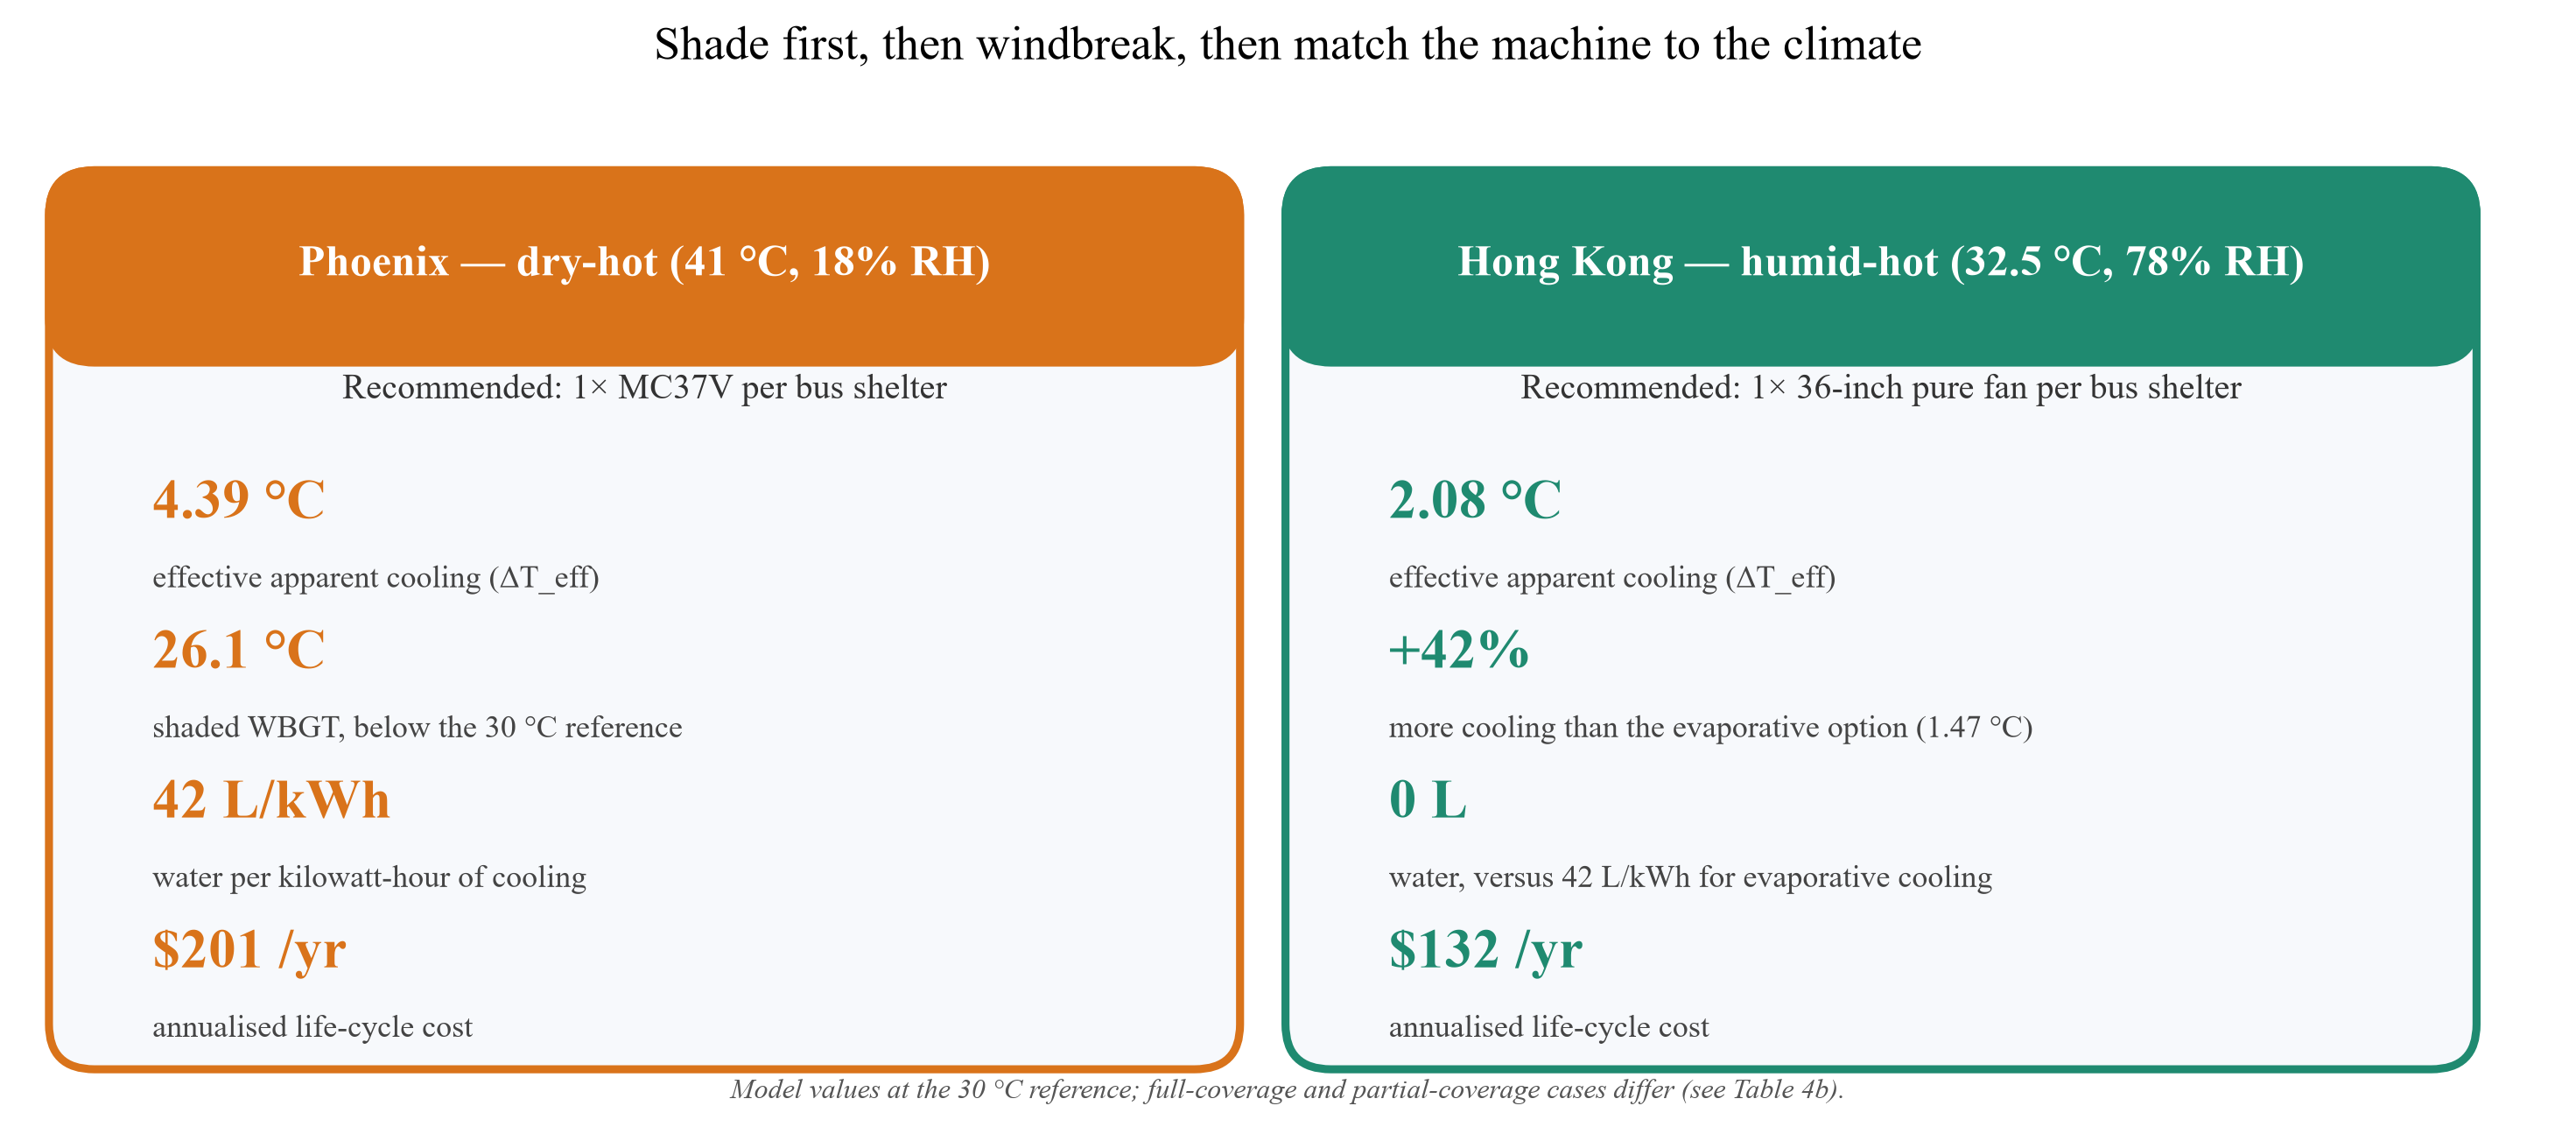 Shade first, then windbreak, then match the machine to the climate
Phoenix — dry-hot (41 °C, 18% RH)
Recommended: 1× MC37V per bus shelter
4.39 °C
effective apparent cooling (ΔT_eff)
26.1 °C
shaded WBGT, below the 30 °C reference
42 L/kWh
water per kilowatt-hour of cooling
$201 /yr
annualised life-cycle cost
Hong Kong — humid-hot (32.5 °C, 78% RH)
Recommended: 1× 36-inch pure fan per bus shelter
2.08 °C
effective apparent cooling (ΔT_eff)
+42%
more cooling than the evaporative option (1.47 °C)
0 L
water, versus 42 L/kWh for evaporative cooling
$132 /yr
annualised life-cycle cost
Model values at the 30 °C reference; full-coverage and partial-coverage cases differ (see Table 4b).